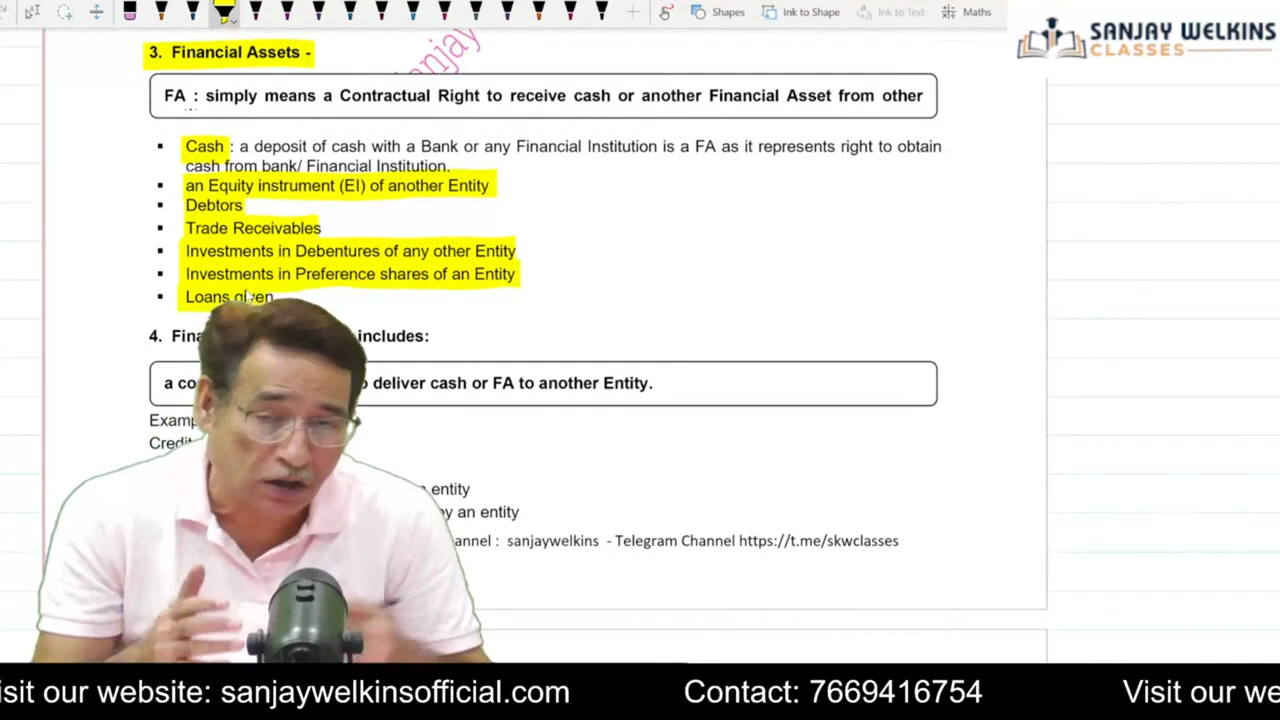 Shapes
Ink to Shape
Ink to Text
Maths
SANJAY WELKINS
CLASSES
Sanjay
3. Financial Assets -
FA : simply means a Contractual Right to receive cash or another Financial Asset from other
▪ Cash : a deposit of cash with a Bank or any Financial Institution is a FA as it represents right to obtain
cash from bank/ Financial Institution.
▪ an Equity instrument (EI) of another Entity
▪ Debtors
▪ Trade Receivables
▪ Investments in Debentures of any other Entity
▪ Investments in Preference shares of an Entity
▪ Loans given
4. includes:
deliver cash or FA to another Entity.
entity
an entity
sanjaywelkins - Telegram Channel https://t.me/skwclasses
visit our website: sanjaywelkinsofficial.com Contact: 7669416754 Visit our